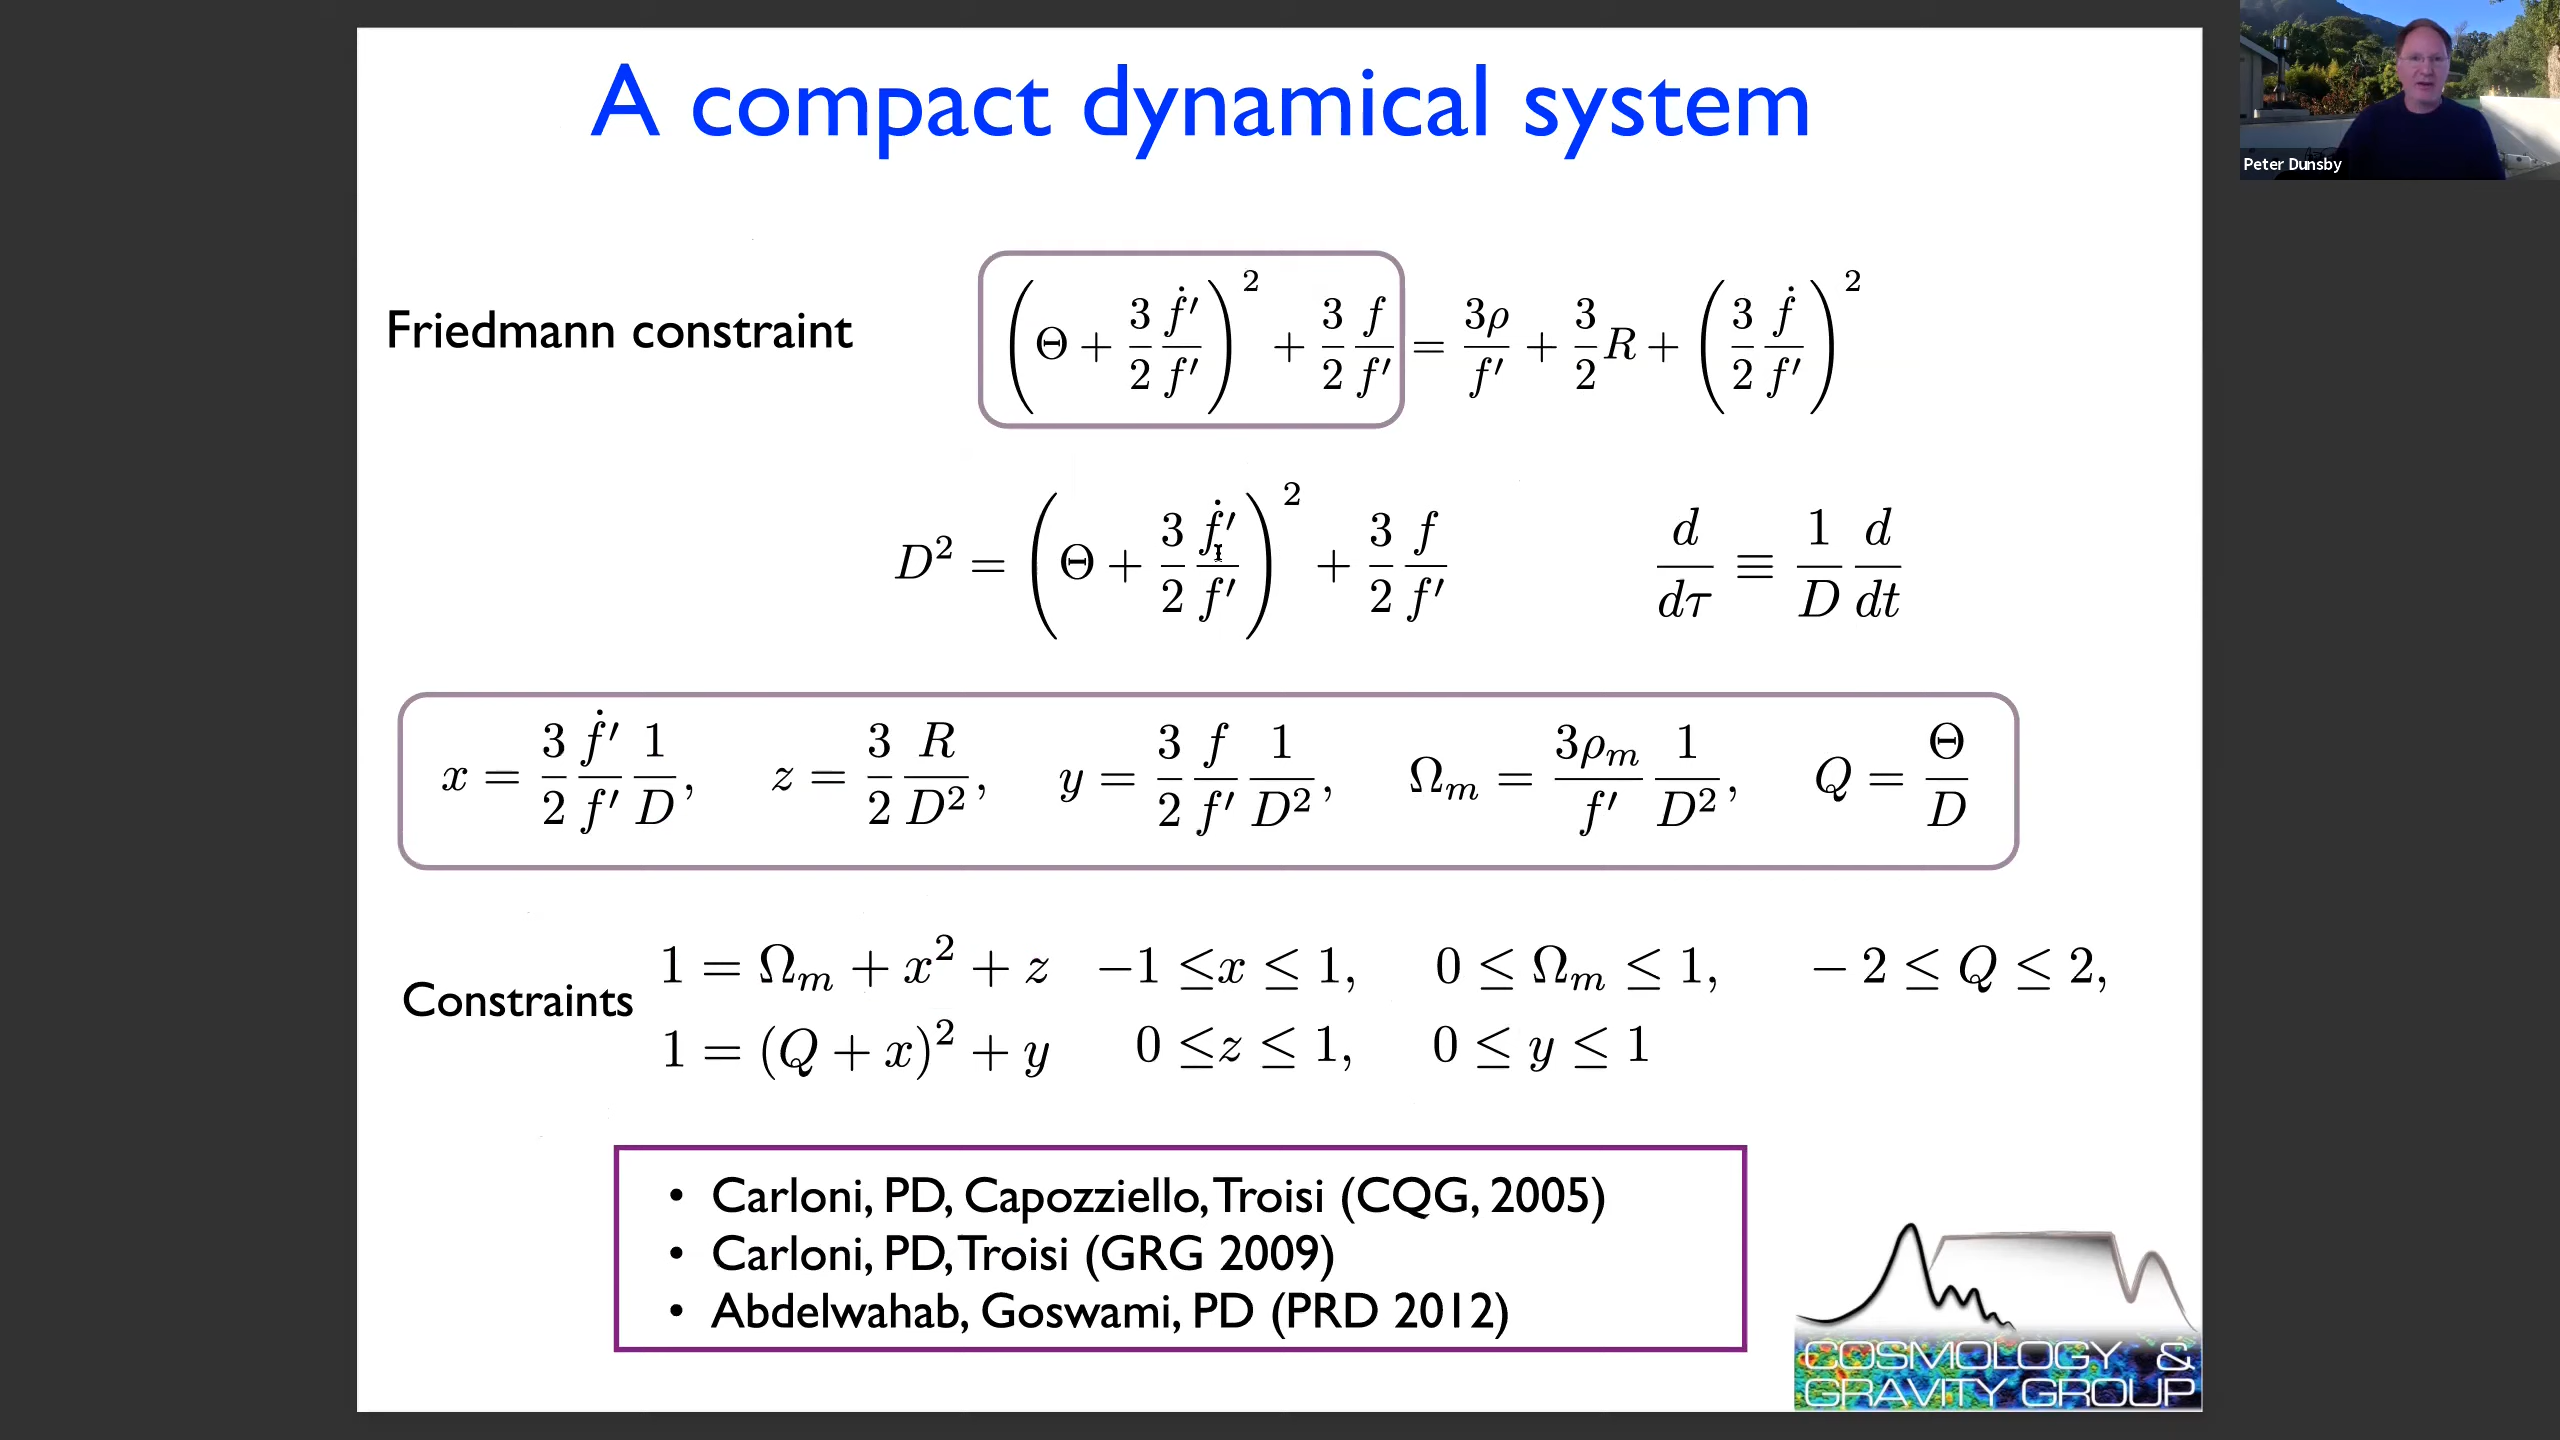 A compact dynamical system
Peter Dunsby
Friedmann constraint
$\left(\Theta + \frac{3}{2}\frac{\dot{f}'}{f'}\right)^2 + \frac{3}{2}\frac{f}{f'} = \frac{3\rho}{f'} + \frac{3}{2}R + \left(\frac{3}{2}\frac{\dot{f}}{f'}\right)^2$
$D^2 = \left(\Theta + \frac{3}{2}\frac{\dot{f}'}{f'}\right)^2 + \frac{3}{2}\frac{f}{f'}$ $\frac{d}{d\tau} \equiv \frac{1}{D}\frac{d}{dt}$
$x = \frac{3}{2}\frac{\dot{f}'}{f'}\frac{1}{D}, \quad z = \frac{3}{2}\frac{R}{D^2}, \quad y = \frac{3}{2}\frac{f}{f'}\frac{1}{D^2}, \quad \Omega_m = \frac{3\rho_m}{f'}\frac{1}{D^2}, \quad Q = \frac{\Theta}{D}$
Constraints
$1 = \Omega_m + x^2 + z$ $-1 \leq x \leq 1,$ $0 \leq \Omega_m \leq 1,$ $-2 \leq Q \leq 2,$
$1 = (Q + x)^2 + y$ $0 \leq z \leq 1,$ $0 \leq y \leq 1$
• Carloni, PD, Capozziello, Troisi (CQG, 2005)
• Carloni, PD, Troisi (GRG 2009)
• Abdelwahab, Goswami, PD (PRD 2012)
COSMOLOGY &
GRAVITY GROUP